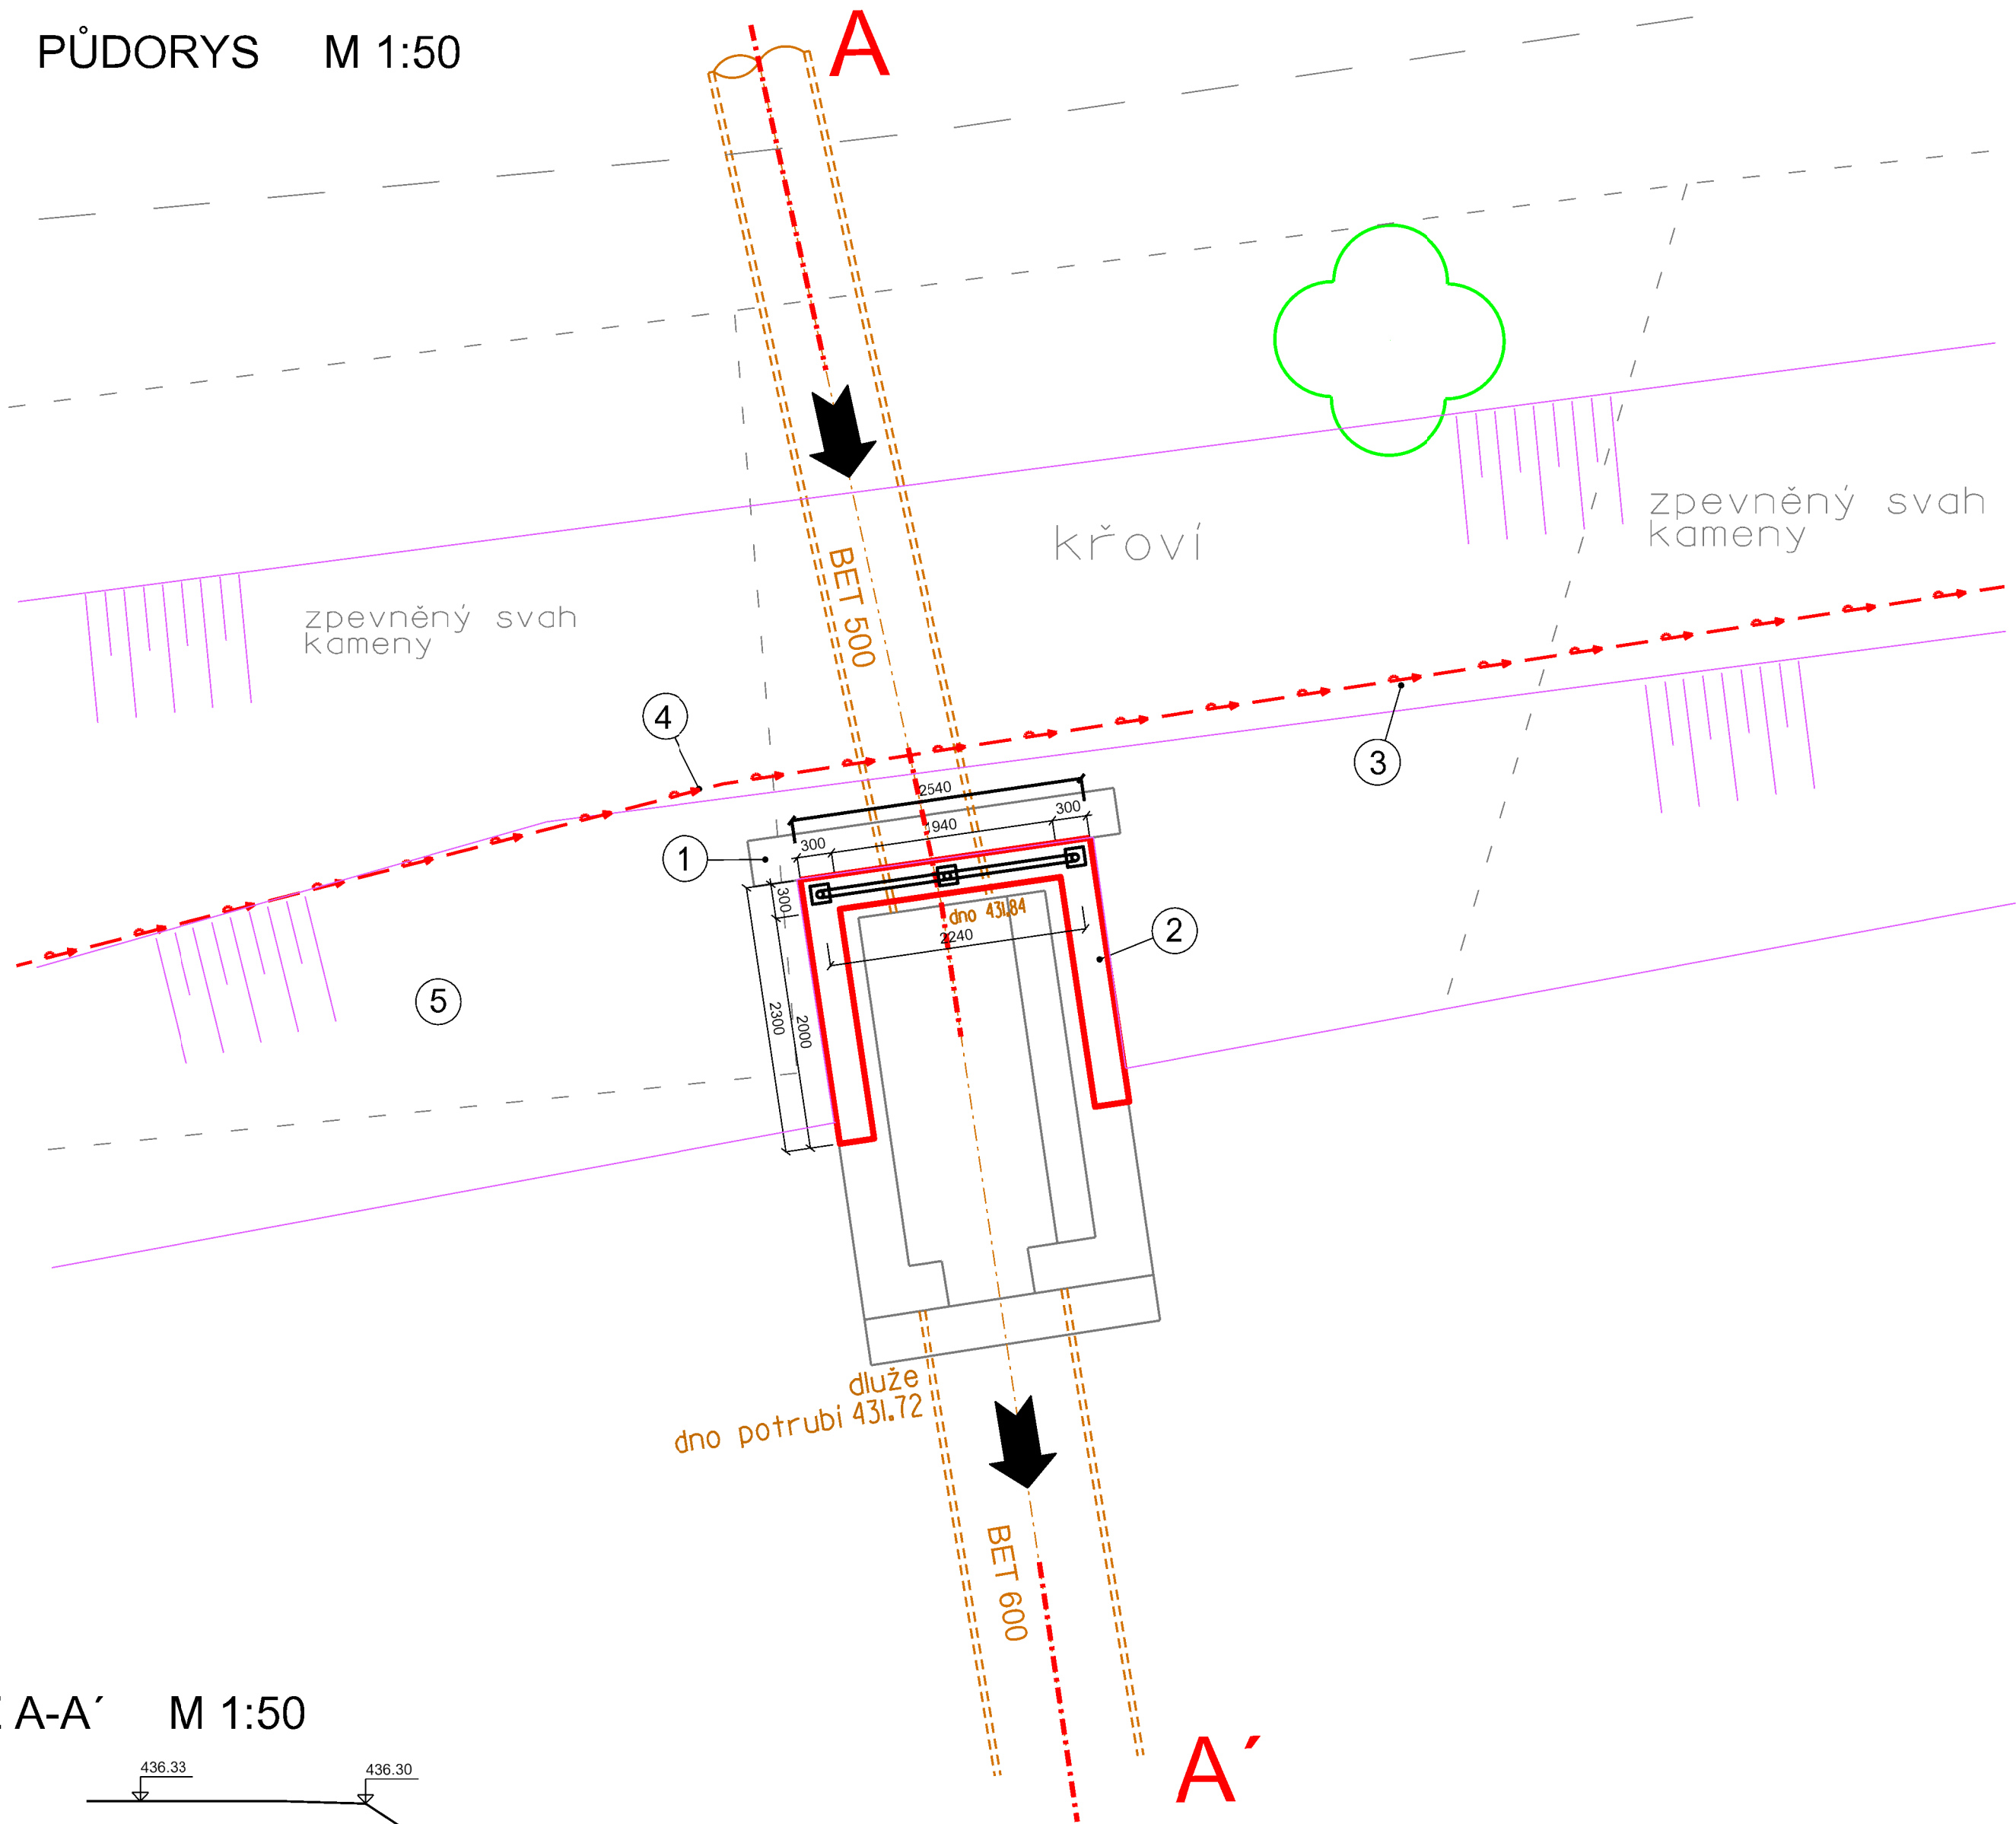 PŮDORYS M 1:50
A
BET 500
křoví
zpevněný svah
kameny
zpevněný svah
kameny
4
3
2540
300
1940
300
1
300
dno 431.84
2240
2
5
2300
2000
dluže
dno potrubí 431.72
BET 600
A-A´ M 1:50
A´
436.33
436.30